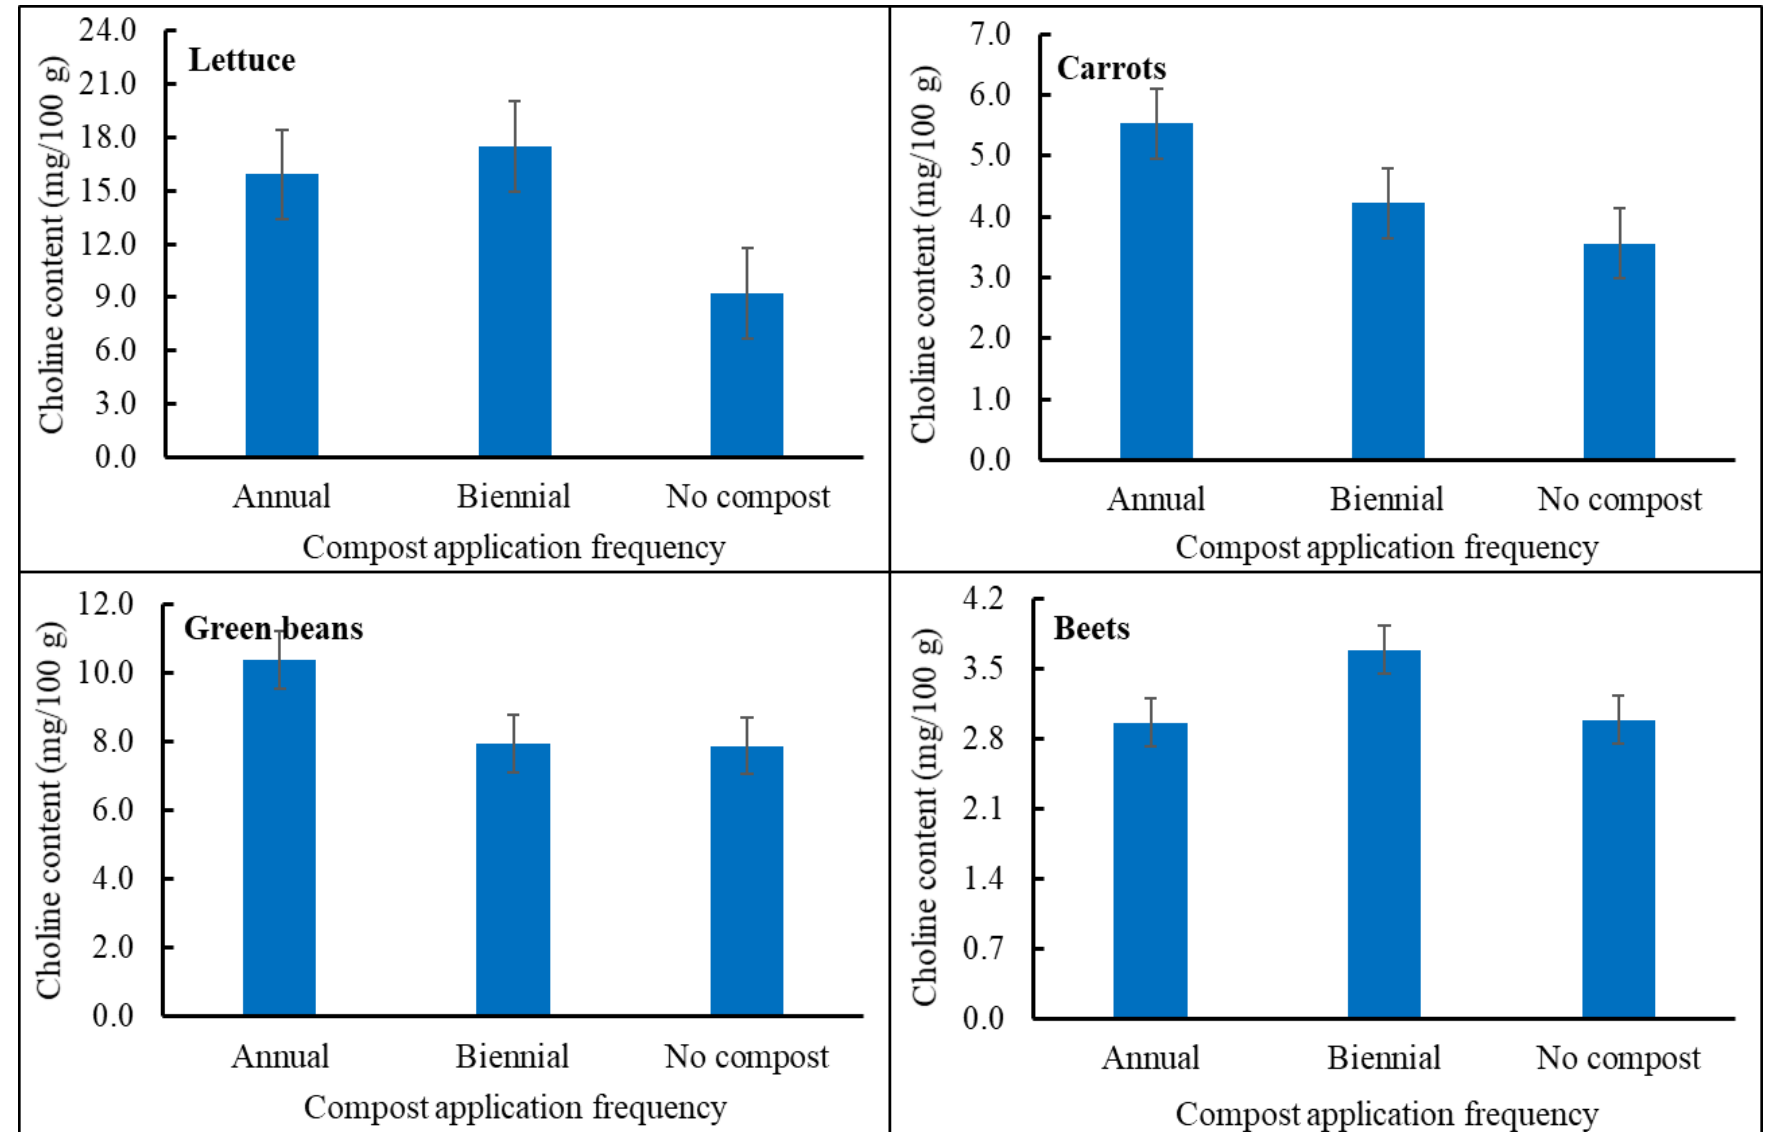 Lettuce
Choline content (mg/100 g)
24.0
21.0
18.0
15.0
12.0
9.0
6.0
3.0
0.0
Annual Biennial No compost
Compost application frequency
Carrots
Choline content (mg/100 g)
7.0
6.0
5.0
4.0
3.0
2.0
1.0
0.0
Annual Biennial No compost
Compost application frequency
Green beans
Choline content (mg/100 g)
12.0
10.0
8.0
6.0
4.0
2.0
0.0
Annual Biennial No compost
Compost application frequency
Beets
Choline content (mg/100 g)
4.2
3.5
2.8
2.1
1.4
0.7
0.0
Annual Biennial No compost
Compost application frequency